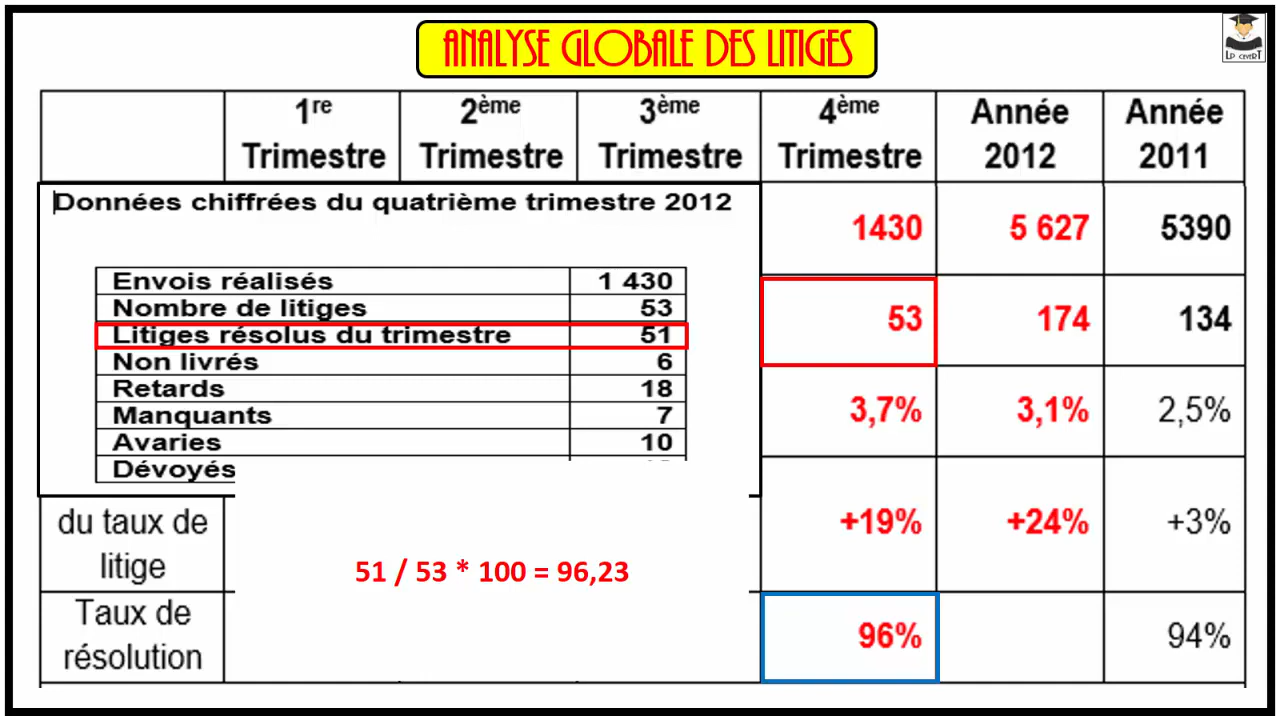 ANALYSE GLOBALE DES LITIGES
LP CEVERT
1re Trimestre 2ème Trimestre 3ème Trimestre 4ème Trimestre Année 2012 Année 2011
Données chiffrées du quatrième trimestre 2012
1430 5 627 5390
Envois réalisés 1 430
Nombre de litiges 53
Litiges résolus du trimestre 51
53 174 134
Non livrés 6
Retards 18
Manquants 7
Avaries 10
3,7% 3,1% 2,5%
Dévoyés
du taux de litige +19% +24% +3%
51 / 53 * 100 = 96,23
Taux de résolution 96% 94%